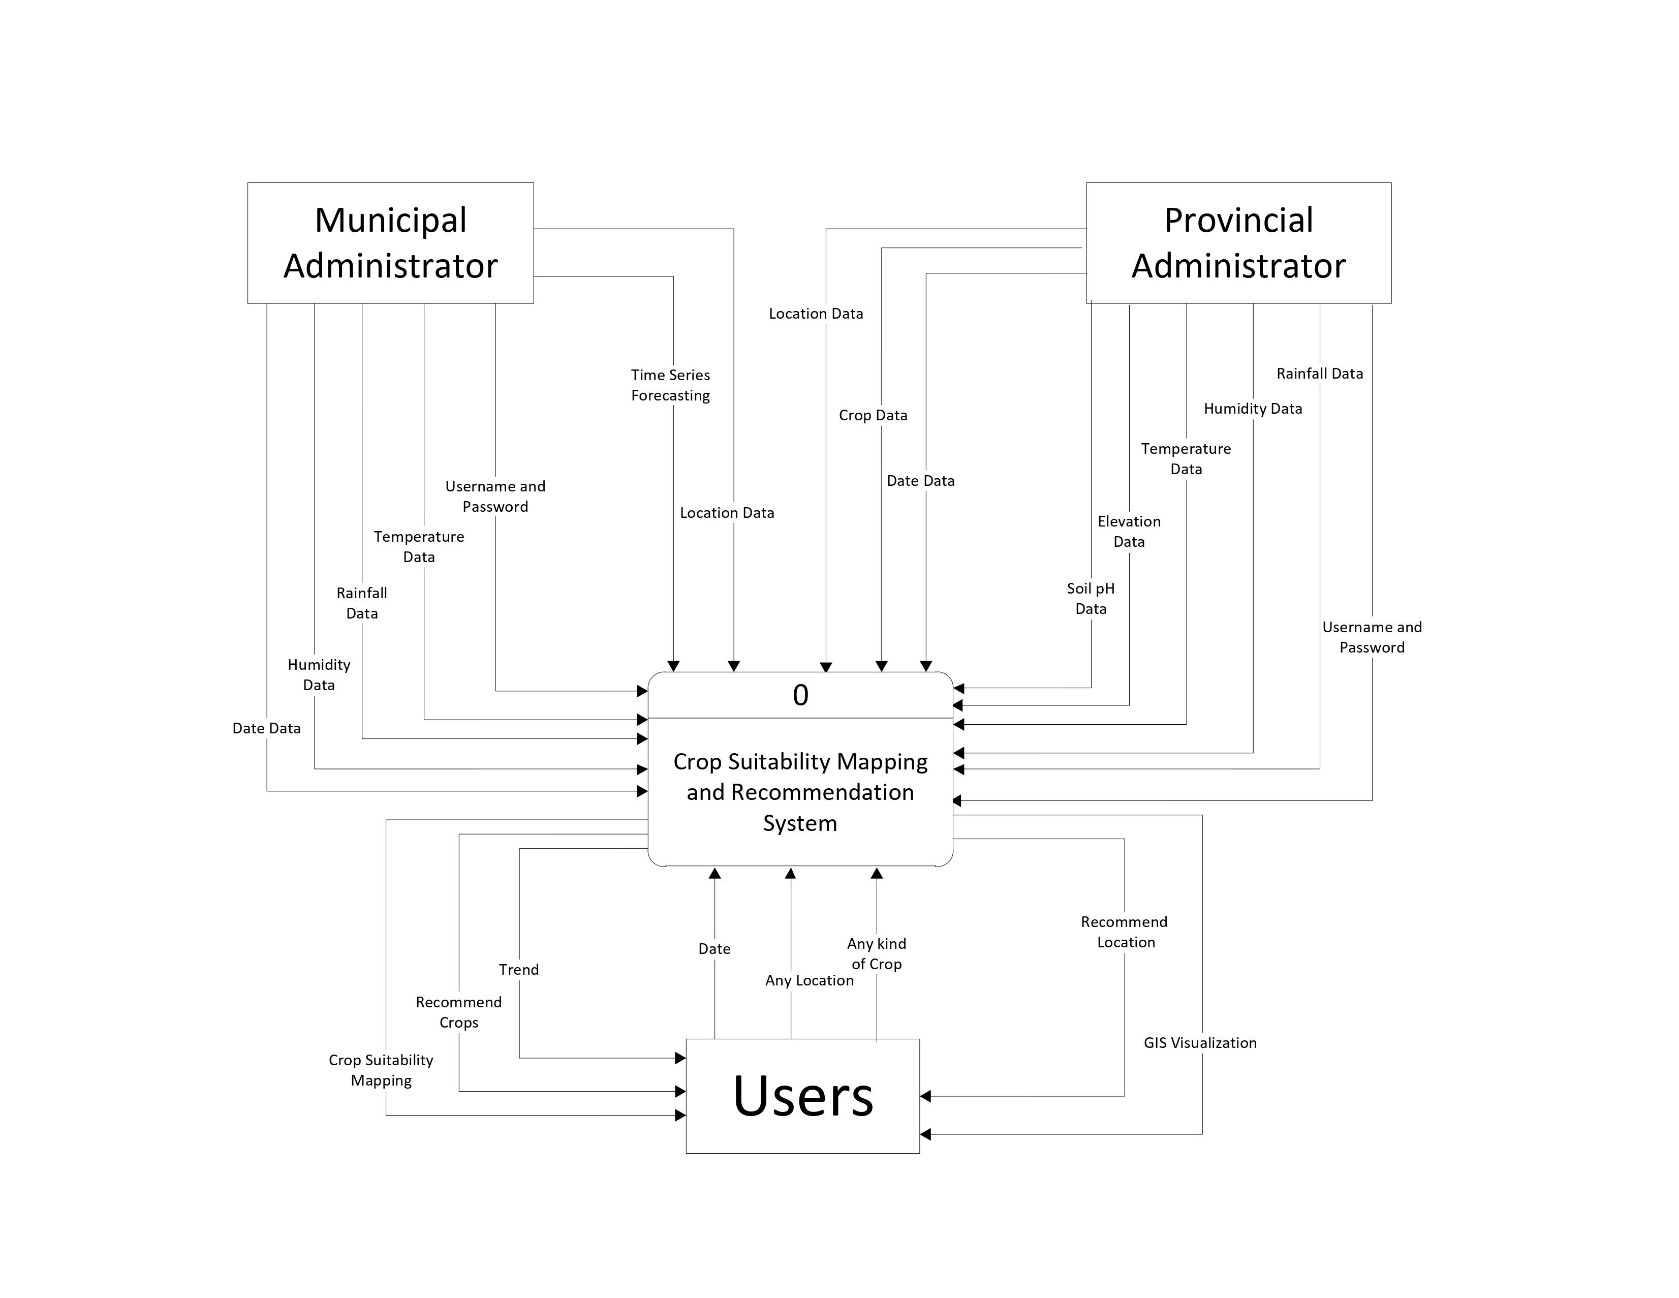 Municipal
Administrator
Provincial
Administrator
Location Data
Time Series
Forecasting
Rainfall Data
Humidity Data
Crop Data
Temperature
Data
Date Data
Username and
Password
Location Data
Elevation
Data
Temperature
Data
Soil pH
Data
Rainfall
Data
Username and
Password
Humidity
Data
Date Data
0
Crop Suitability Mapping
and Recommendation
System
Recommend
Location
Date
Any kind
of Crop
Any Location
Trend
Recommend
Crops
GIS Visualization
Crop Suitability
Mapping
Users